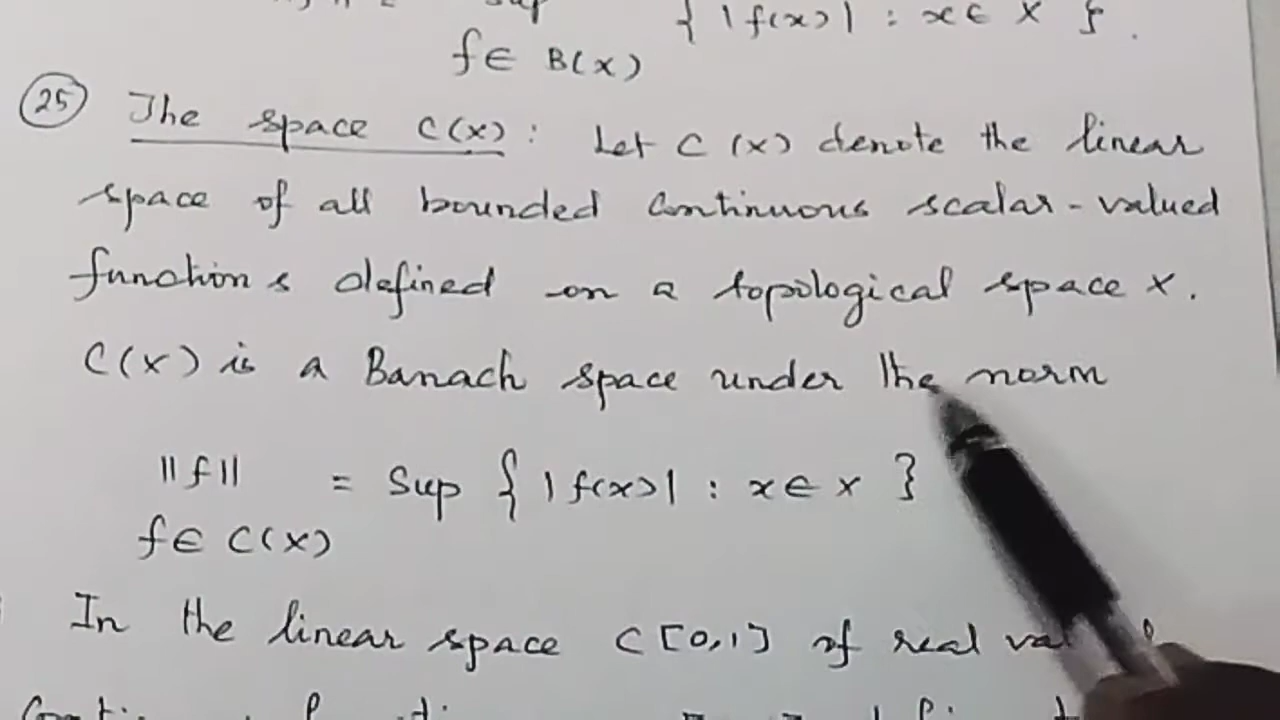 sup { |f(x)| : x ∈ X }.
f ∈ B(X)
(25) The space C(X) : Let C (X) denote the linear
space of all bounded continuous scalar-valued
functions defined on a topological space X.
C(X) is a Banach space under the norm
||f|| = Sup { |f(x)| : x ∈ X }
f ∈ C(X)
In the linear space C[0,1] of real